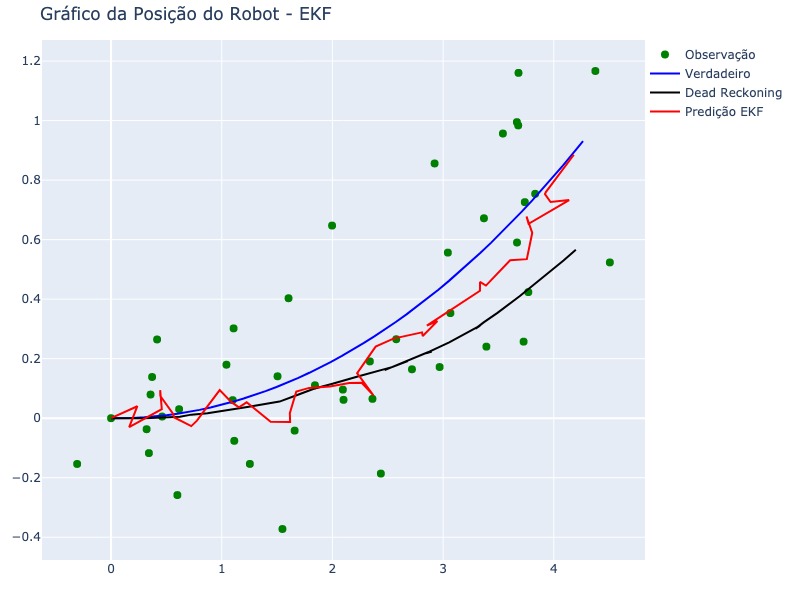 Gráfico da Posição do Robot - EKF
Observação
Verdadeiro
Dead Reckoning
Predição EKF
1.2
1
0.8
0.6
0.4
0.2
0
−0.2
−0.4
0 1 2 3 4